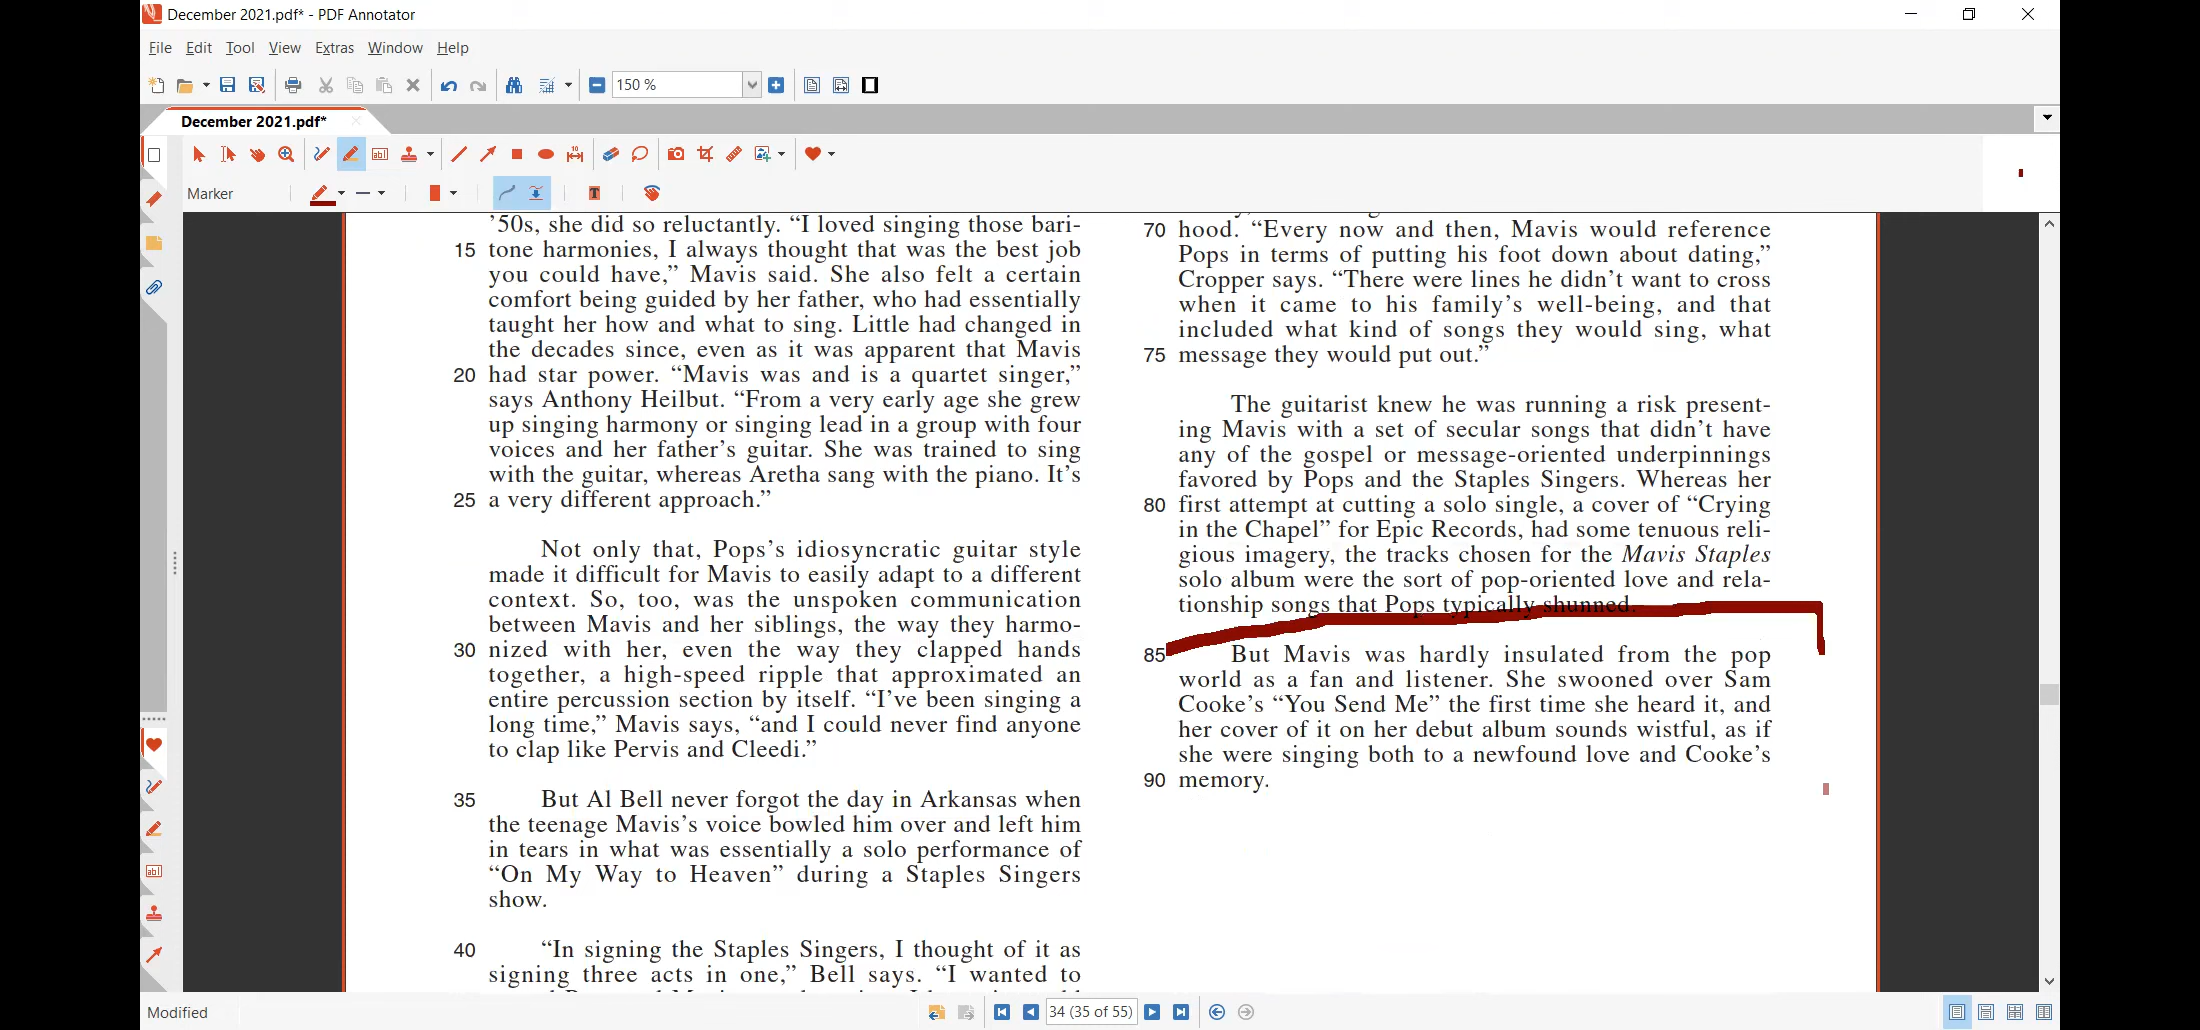 December 2021.pdf* - PDF Annotator
File Edit Tool View Extras Window Help
150 %
December 2021.pdf*
Marker
’50s, she did so reluctantly. “I loved singing those bari-
15 tone harmonies, I always thought that was the best job
you could have,” Mavis said. She also felt a certain
comfort being guided by her father, who had essentially
taught her how and what to sing. Little had changed in
the decades since, even as it was apparent that Mavis
20 had star power. “Mavis was and is a quartet singer,”
says Anthony Heilbut. “From a very early age she grew
up singing harmony or singing lead in a group with four
voices and her father’s guitar. She was trained to sing
with the guitar, whereas Aretha sang with the piano. It’s
25 a very different approach.”
Not only that, Pops’s idiosyncratic guitar style
made it difficult for Mavis to easily adapt to a different
context. So, too, was the unspoken communication
between Mavis and her siblings, the way they harmo-
30 nized with her, even the way they clapped hands
together, a high-speed ripple that approximated an
entire percussion section by itself. “I’ve been singing a
long time,” Mavis says, “and I could never find anyone
to clap like Pervis and Cleedi.”
35 But Al Bell never forgot the day in Arkansas when
the teenage Mavis’s voice bowled him over and left him
in tears in what was essentially a solo performance of
“On My Way to Heaven” during a Staples Singers
show.
40 “In signing the Staples Singers, I thought of it as
signing three acts in one,” Bell says. “I wanted to
70 hood. “Every now and then, Mavis would reference
Pops in terms of putting his foot down about dating,”
Cropper says. “There were lines he didn’t want to cross
when it came to his family’s well-being, and that
included what kind of songs they would sing, what
75 message they would put out.”
The guitarist knew he was running a risk present-
ing Mavis with a set of secular songs that didn’t have
any of the gospel or message-oriented underpinnings
favored by Pops and the Staples Singers. Whereas her
80 first attempt at cutting a solo single, a cover of “Crying
in the Chapel” for Epic Records, had some tenuous reli-
gious imagery, the tracks chosen for the Mavis Staples
solo album were the sort of pop-oriented love and rela-
tionship songs that Pops typically shunned.
85 But Mavis was hardly insulated from the pop
world as a fan and listener. She swooned over Sam
Cooke’s “You Send Me” the first time she heard it, and
her cover of it on her debut album sounds wistful, as if
she were singing both to a newfound love and Cooke’s
90 memory.
Modified
34 (35 of 55)